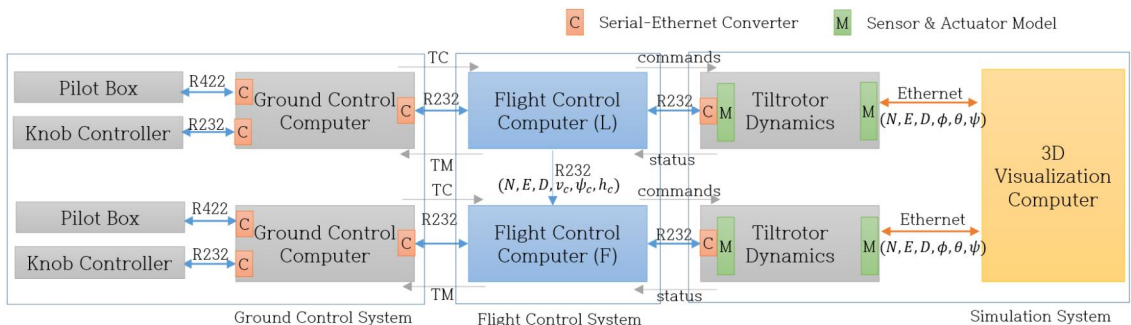 C Serial-Ethernet Converter M Sensor & Actuator Model
TC commands
Pilot Box R422 C Ground Control Computer C R232 Flight Control Computer (L) R232 C M Tiltrotor Dynamics M Ethernet (N, E, D, ϕ, θ, ψ)
Knob Controller R232 C
TM status
R232
(N, E, D, v_c, ψ_c, h_c)
TC commands
3D
Visualization
Computer
Pilot Box R422 C Ground Control Computer C R232 Flight Control Computer (F) R232 C M Tiltrotor Dynamics M Ethernet (N, E, D, ϕ, θ, ψ)
Knob Controller R232 C
TM status
Ground Control System Flight Control System Simulation System